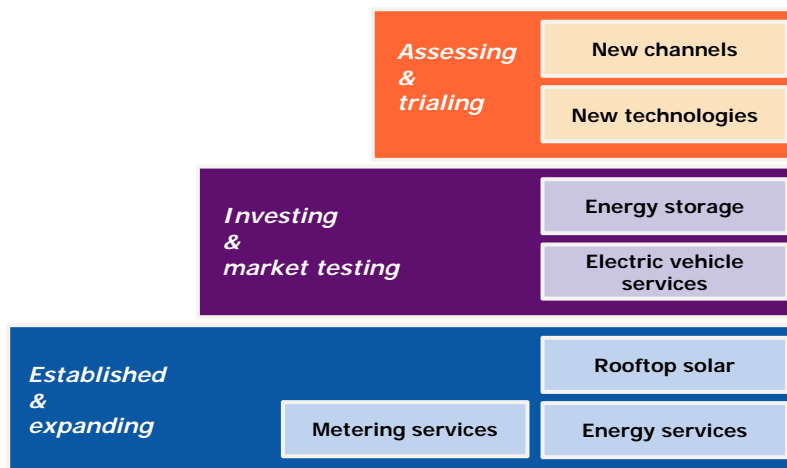 Assessing
&
trialing
New channels
New technologies
Investing
&
market testing
Energy storage
Electric vehicle
services
Established
&
expanding
Rooftop solar
Metering services
Energy services